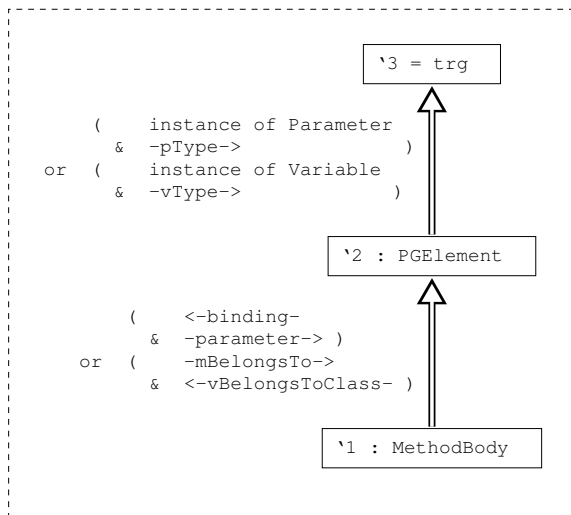 ‘3 = trg
(    instance of Parameter
&  -pType->             )
or  (    instance of Variable
&  -vType->            )
‘2 : PGElement
(    <-binding-
&  -parameter-> )
or  (    -mBelongsTo->
&  <-vBelongsToClass- )
‘1 : MethodBody